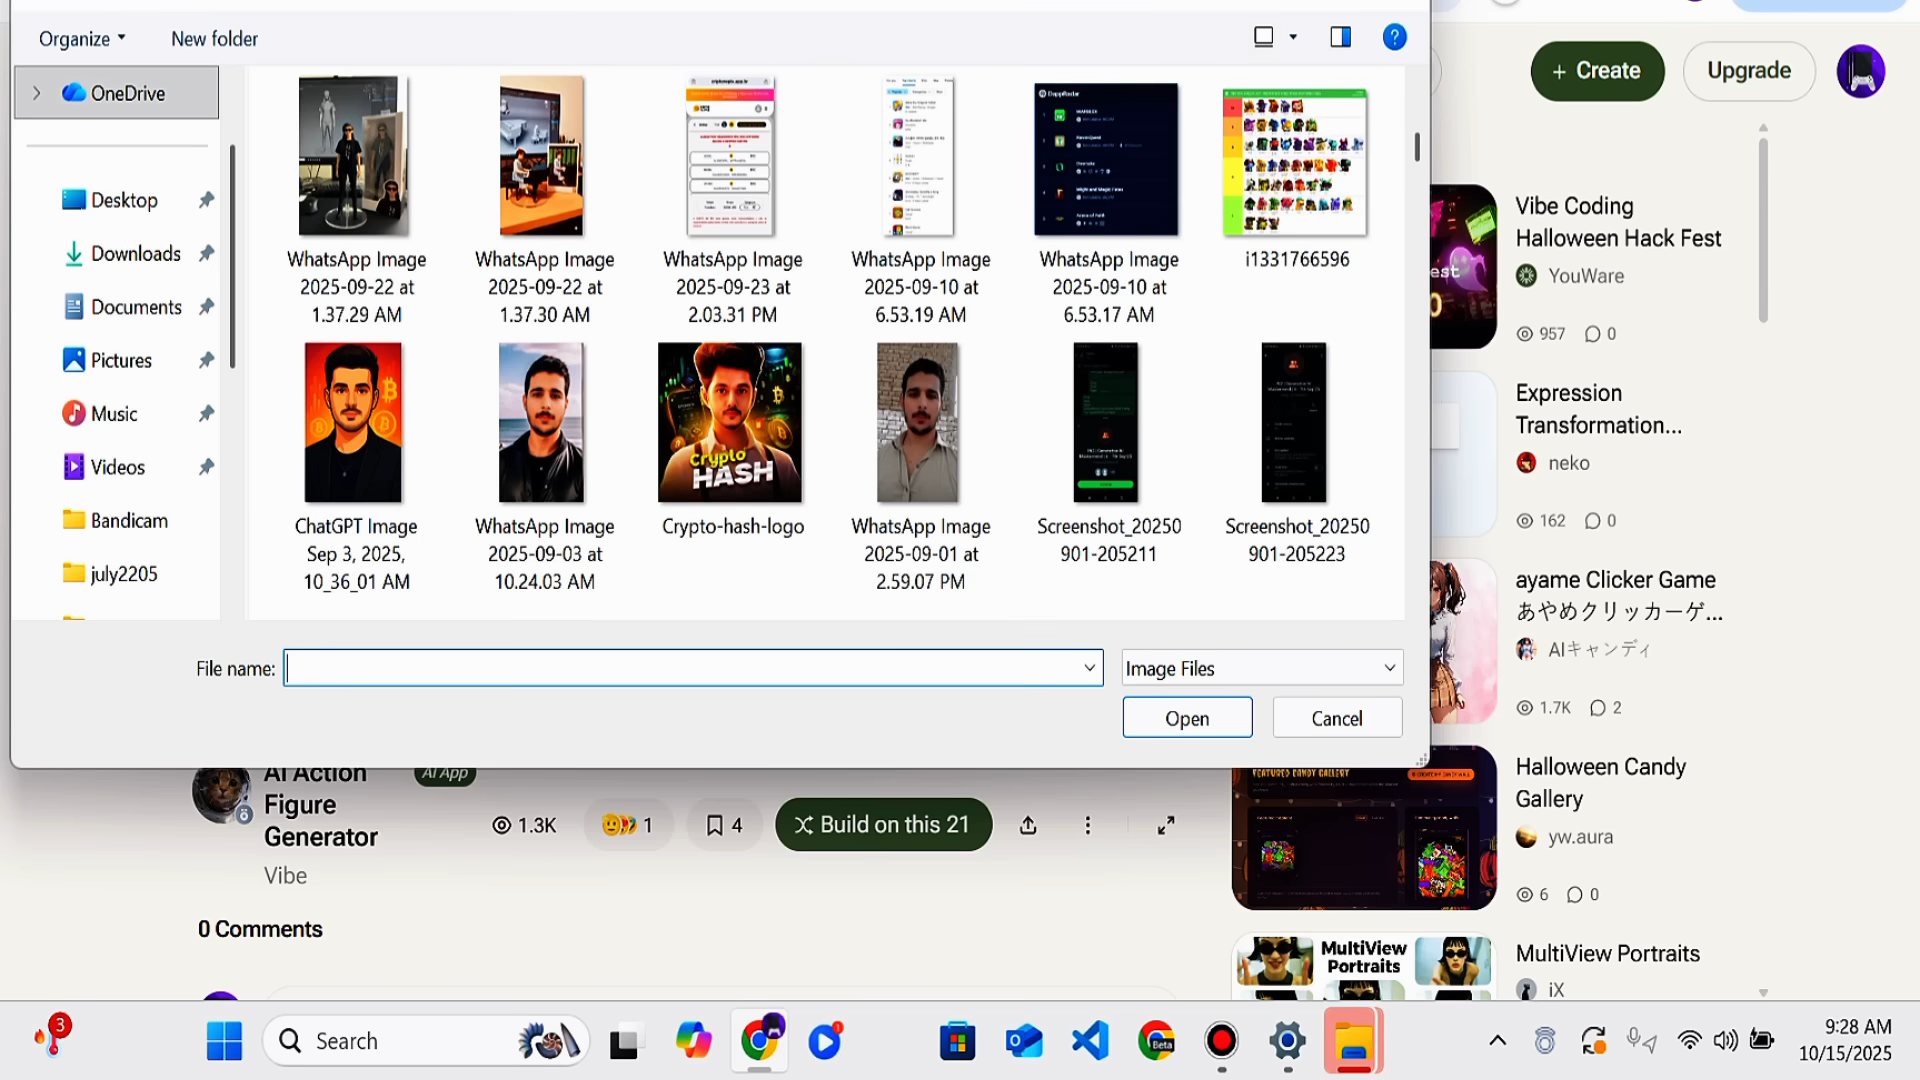 Organize
New folder
?
+ Create
Upgrade
OneDrive
Desktop
Downloads
Documents
Pictures
Music
Videos
Bandicam
july2205
DappRadar
WhatsApp Image
2025-09-22 at
1.37.29 AM
WhatsApp Image
2025-09-22 at
1.37.30 AM
WhatsApp Image
2025-09-23 at
2.03.31 PM
WhatsApp Image
2025-09-10 at
6.53.19 AM
WhatsApp Image
2025-09-10 at
6.53.17 AM
i1331766596
Crypto
HASH
ChatGPT Image
Sep 3, 2025,
10_36_01 AM
WhatsApp Image
2025-09-03 at
10.24.03 AM
Crypto-hash-logo
WhatsApp Image
2025-09-01 at
2.59.07 PM
Screenshot_20250
901-205211
Screenshot_20250
901-205223
File name:
Image Files
Open
Cancel
Vibe Coding
Halloween Hack Fest
YouWare
957
0
Expression
Transformation...
neko
162
0
ayame Clicker Game
あやめクリッカーゲ...
AIキャンディ
1.7K
2
FEATURED CANDY GALLERY
Halloween Candy
Gallery
yw.aura
6
0
MultiView
Portraits
MultiView Portraits
iX
AI Action
Figure
Generator
AI App
Vibe
1.3K
1
4
Build on this 21
0 Comments
3
Search
1
Beta
9:28 AM
10/15/2025